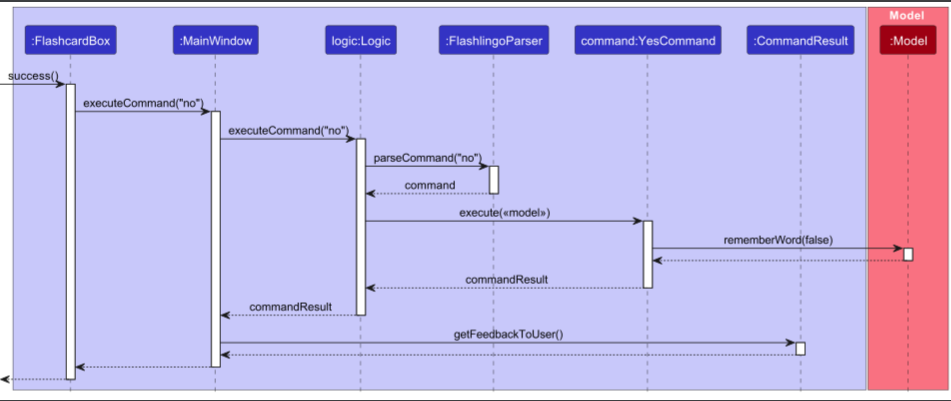 Model
:FlashcardBox
:MainWindow
logic:Logic
:FlashlingoParser
command:YesCommand
:CommandResult
:Model
success()
executeCommand("no")
executeCommand("no")
parseCommand("no")
command
execute(«model»)
rememberWord(false)
commandResult
commandResult
getFeedbackToUser()